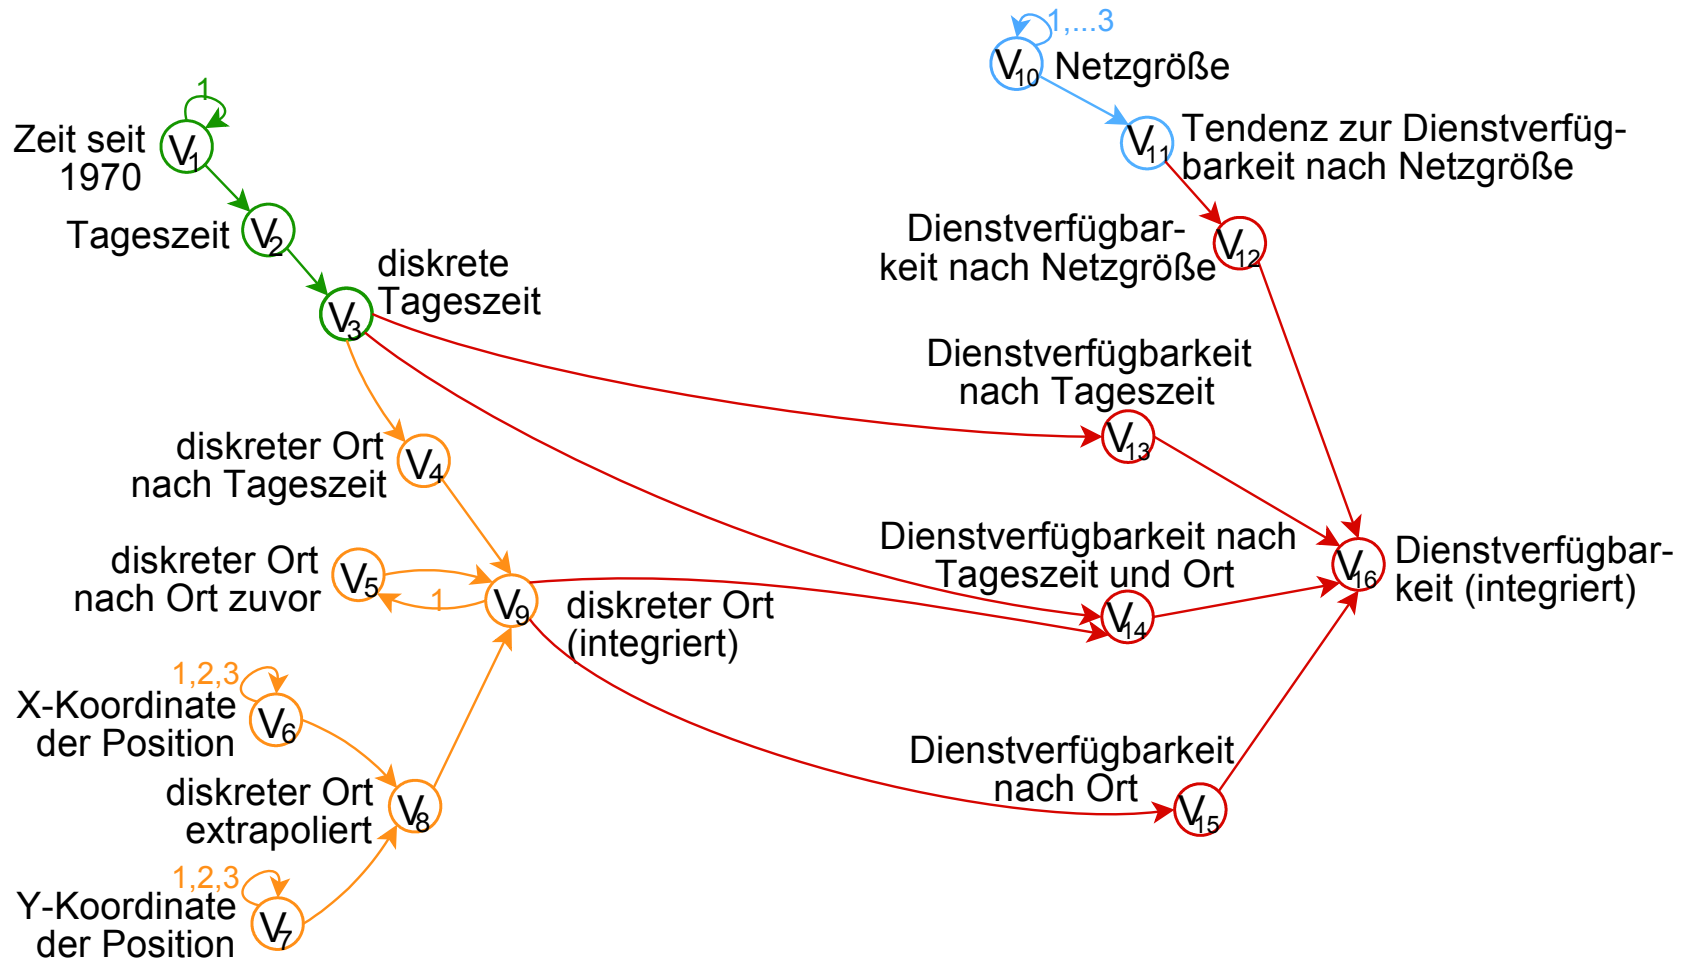 1,...3
V10 Netzgröße
1
Zeit seit
1970
V1
V11
Tendenz zur Dienstverfüg-
barkeit nach Netzgröße
Tageszeit
V2
Dienstverfügbar-
keit nach Netzgröße
V12
diskrete
Tageszeit
V3
Dienstverfügbarkeit
nach Tageszeit
V13
diskreter Ort
nach Tageszeit
V4
Dienstverfügbarkeit nach
Tageszeit und Ort
V14
V16
Dienstverfügbar-
keit (integriert)
diskreter Ort
nach Ort zuvor
V5
1
V9
diskreter Ort
(integriert)
1,2,3
X-Koordinate
der Position
V6
Dienstverfügbarkeit
nach Ort
V15
diskreter Ort
extrapoliert
V8
1,2,3
Y-Koordinate
der Position
V7